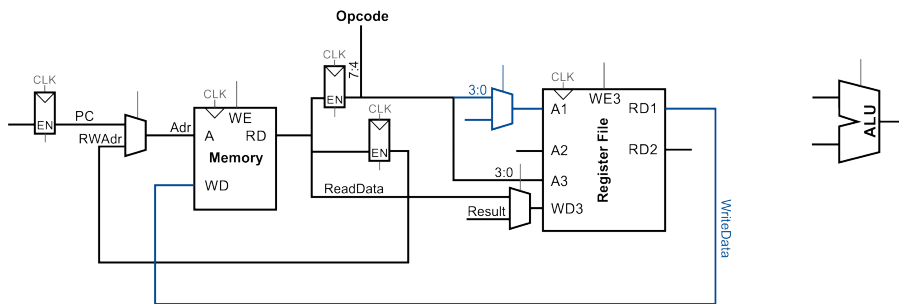 Opcode
CLK
7:4
CLK
EN
PC
RWAdr
Adr
CLK
WE
A
RD
Memory
WD
CLK
EN
ReadData
3:0
3:0
Result
CLK
WE3
A1
RD1
A2
RD2
A3
WD3
Register File
WriteData
ALU